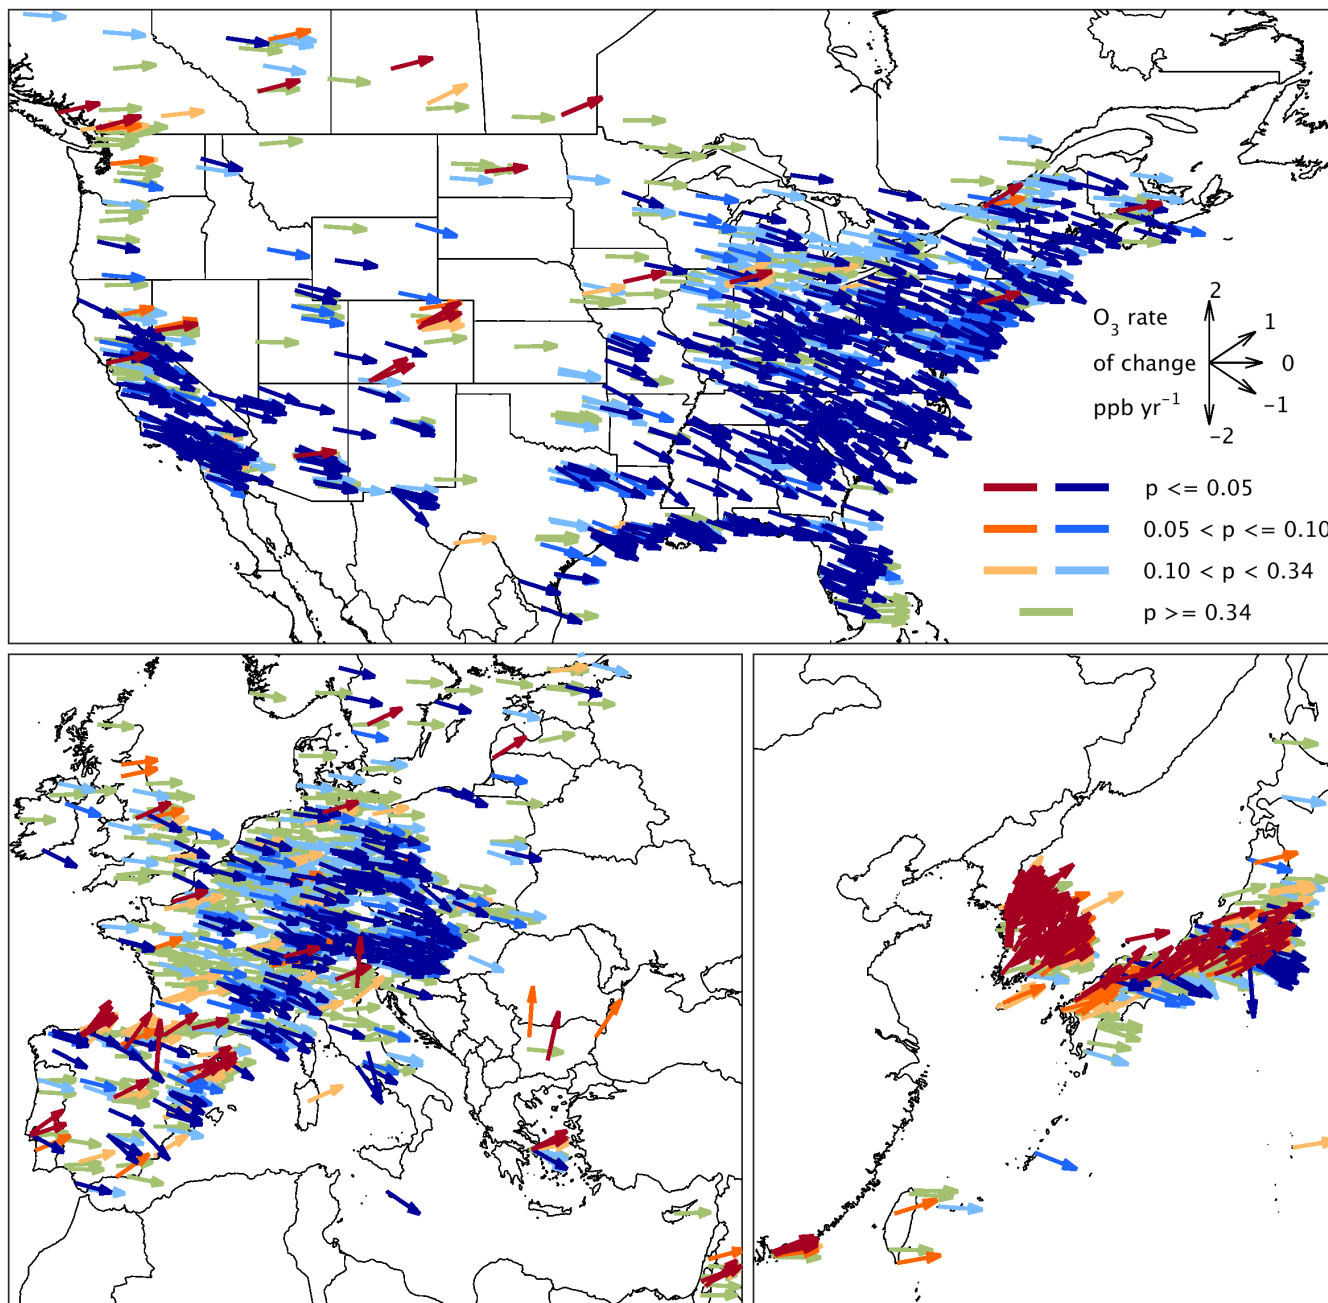 2
O3 rate
1
of change
0
ppb yr−1
−1
−2
p <= 0.05
0.05 < p <= 0.10
0.10 < p < 0.34
p >= 0.34